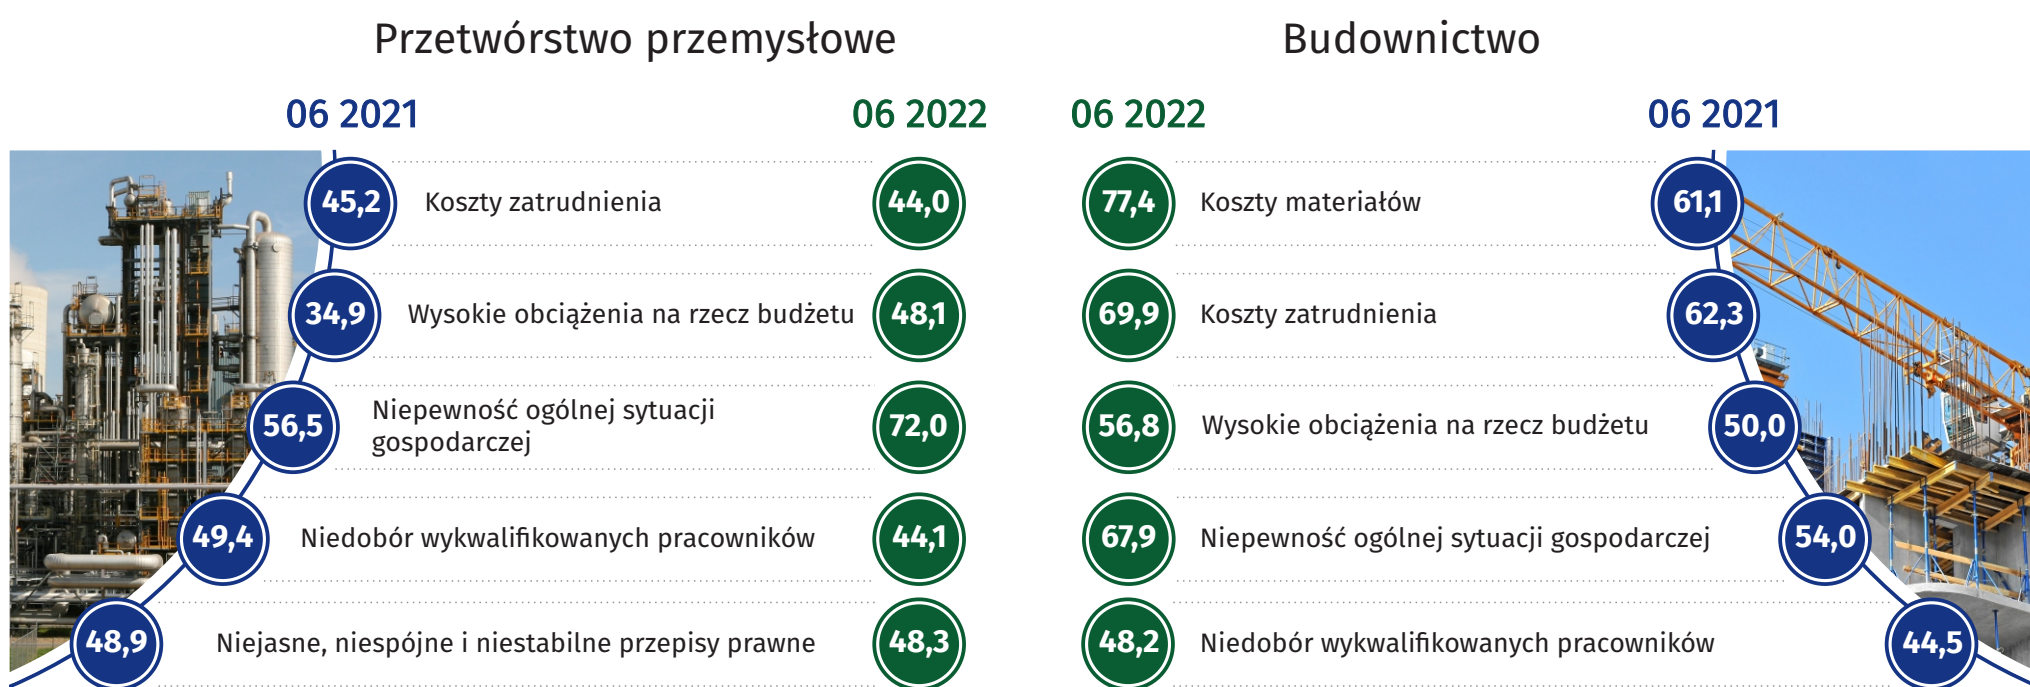 Przetwórstwo przemysłowe
06 2021
06 2022
45,2
Koszty zatrudnienia
44,0
34,9
Wysokie obciążenia na rzecz budżetu
48,1
56,5
Niepewność ogólnej sytuacji
gospodarczej
72,0
49,4
Niedobór wykwalifikowanych pracowników
44,1
48,9
Niejasne, niespójne i niestabilne przepisy prawne
48,3
Budownictwo
06 2022
06 2021
77,4
Koszty materiałów
61,1
69,9
Koszty zatrudnienia
62,3
56,8
Wysokie obciążenia na rzecz budżetu
50,0
67,9
Niepewność ogólnej sytuacji gospodarczej
54,0
48,2
Niedobór wykwalifikowanych pracowników
44,5